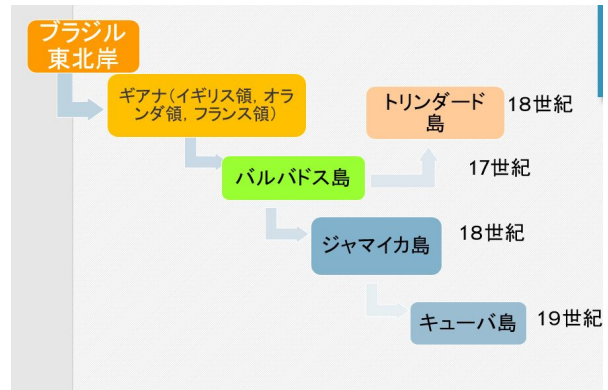 ブラジル
東北岸
ギアナ(イギリス領, オラ
ンダ領, フランス領)
トリンダード
島
18世紀
バルバドス島
17世紀
ジャマイカ島
18世紀
キューバ島
19世紀